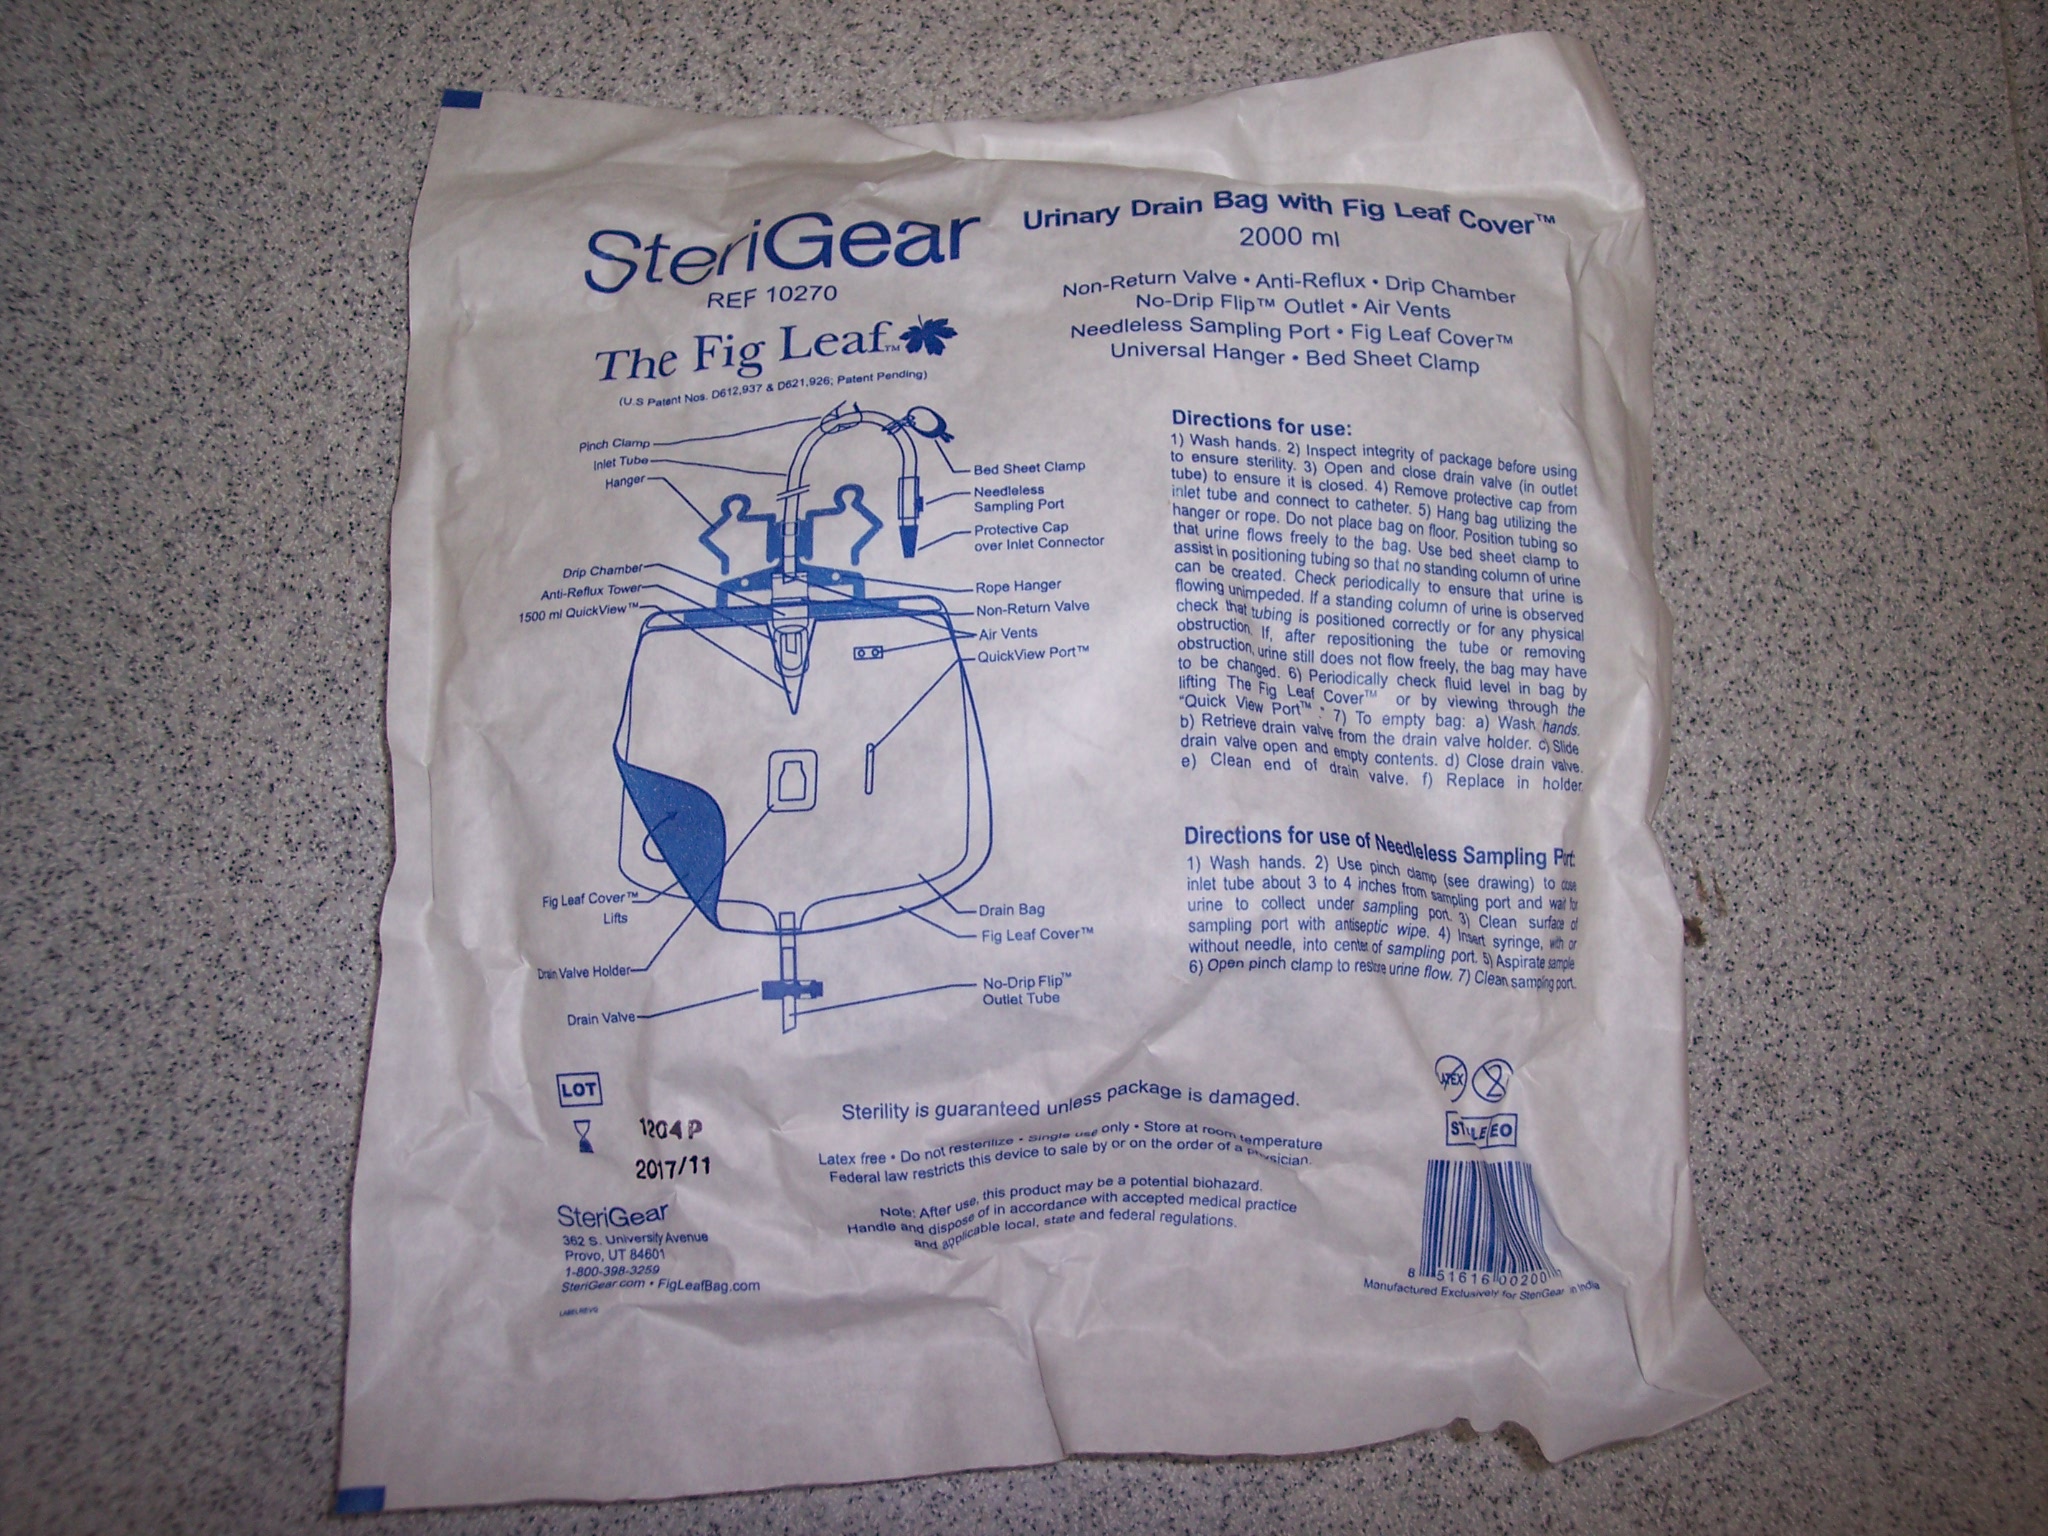 SteriGear
REF 10270
The Fig Leaf™
(U.S Patent Nos. D612,937 & D621,926; Patent Pending)
Urinary Drain Bag with Fig Leaf Cover™
2000 ml
Non-Return Valve • Anti-Reflux • Drip Chamber
No-Drip Flip™ Outlet • Air Vents
Needleless Sampling Port • Fig Leaf Cover™
Universal Hanger • Bed Sheet Clamp
Pinch Clamp
Inlet Tube
Hanger
Drip Chamber
Anti-Reflux Tower
1500 ml QuickView™
Fig Leaf Cover™
Lifts
Drain Valve Holder
Drain Valve
Bed Sheet Clamp
Needleless
Sampling Port
Protective Cap
over Inlet Connector
Rope Hanger
Non-Return Valve
Air Vents
QuickView Port™
Drain Bag
Fig Leaf Cover™
No-Drip Flip™
Outlet Tube
Directions for use:
1) Wash hands. 2) Inspect integrity of package before using
to ensure sterility. 3) Open and close drain valve (in outlet
tube) to ensure it is closed. 4) Remove protective cap from
inlet tube and connect to catheter. 5) Hang bag utilizing the
hanger or rope. Do not place bag on floor. Position tubing so
that urine flows freely to the bag. Use bed sheet clamp to
assist in positioning tubing so that no standing column of urine
can be created. Check periodically to ensure that urine is
flowing unimpeded. If a standing column of urine is observed
check that tubing is positioned correctly or for any physical
obstruction. If, after repositioning the tube or removing
obstruction, urine still does not flow freely, the bag may have
to be changed. 6) Periodically check fluid level in bag by
lifting The Fig Leaf Cover™ or by viewing through the
"Quick View Port™." 7) To empty bag: a) Wash hands.
b) Retrieve drain valve from the drain valve holder. c) Slide
drain valve open and empty contents. d) Close drain valve.
e) Clean end of drain valve. f) Replace in holder
Directions for use of Needleless Sampling Port:
1) Wash hands. 2) Use pinch clamp (see drawing) to close
inlet tube about 3 to 4 inches from sampling port and wait for
urine to collect under sampling port. 3) Clean surface of
sampling port with antiseptic wipe. 4) Insert syringe, with or
without needle, into center of sampling port. 5) Aspirate sample
6) Open pinch clamp to restore urine flow. 7) Clean sampling port.
LOT
1204P
2017/11
SteriGear
362 S. University Avenue
Provo, UT 84601
1-800-398-3259
SteriGear.com • FigLeafBag.com
Sterility is guaranteed unless package is damaged.
Latex free • Do not resterilize • Single use only • Store at room temperature
Federal law restricts this device to sale by or on the order of a physician.
Note: After use, this product may be a potential biohazard.
Handle and dispose of in accordance with accepted medical practice
and applicable local, state and federal regulations.
LATEX
2
STERILE EO
8 51616 00200
Manufactured Exclusively for SteriGear in India